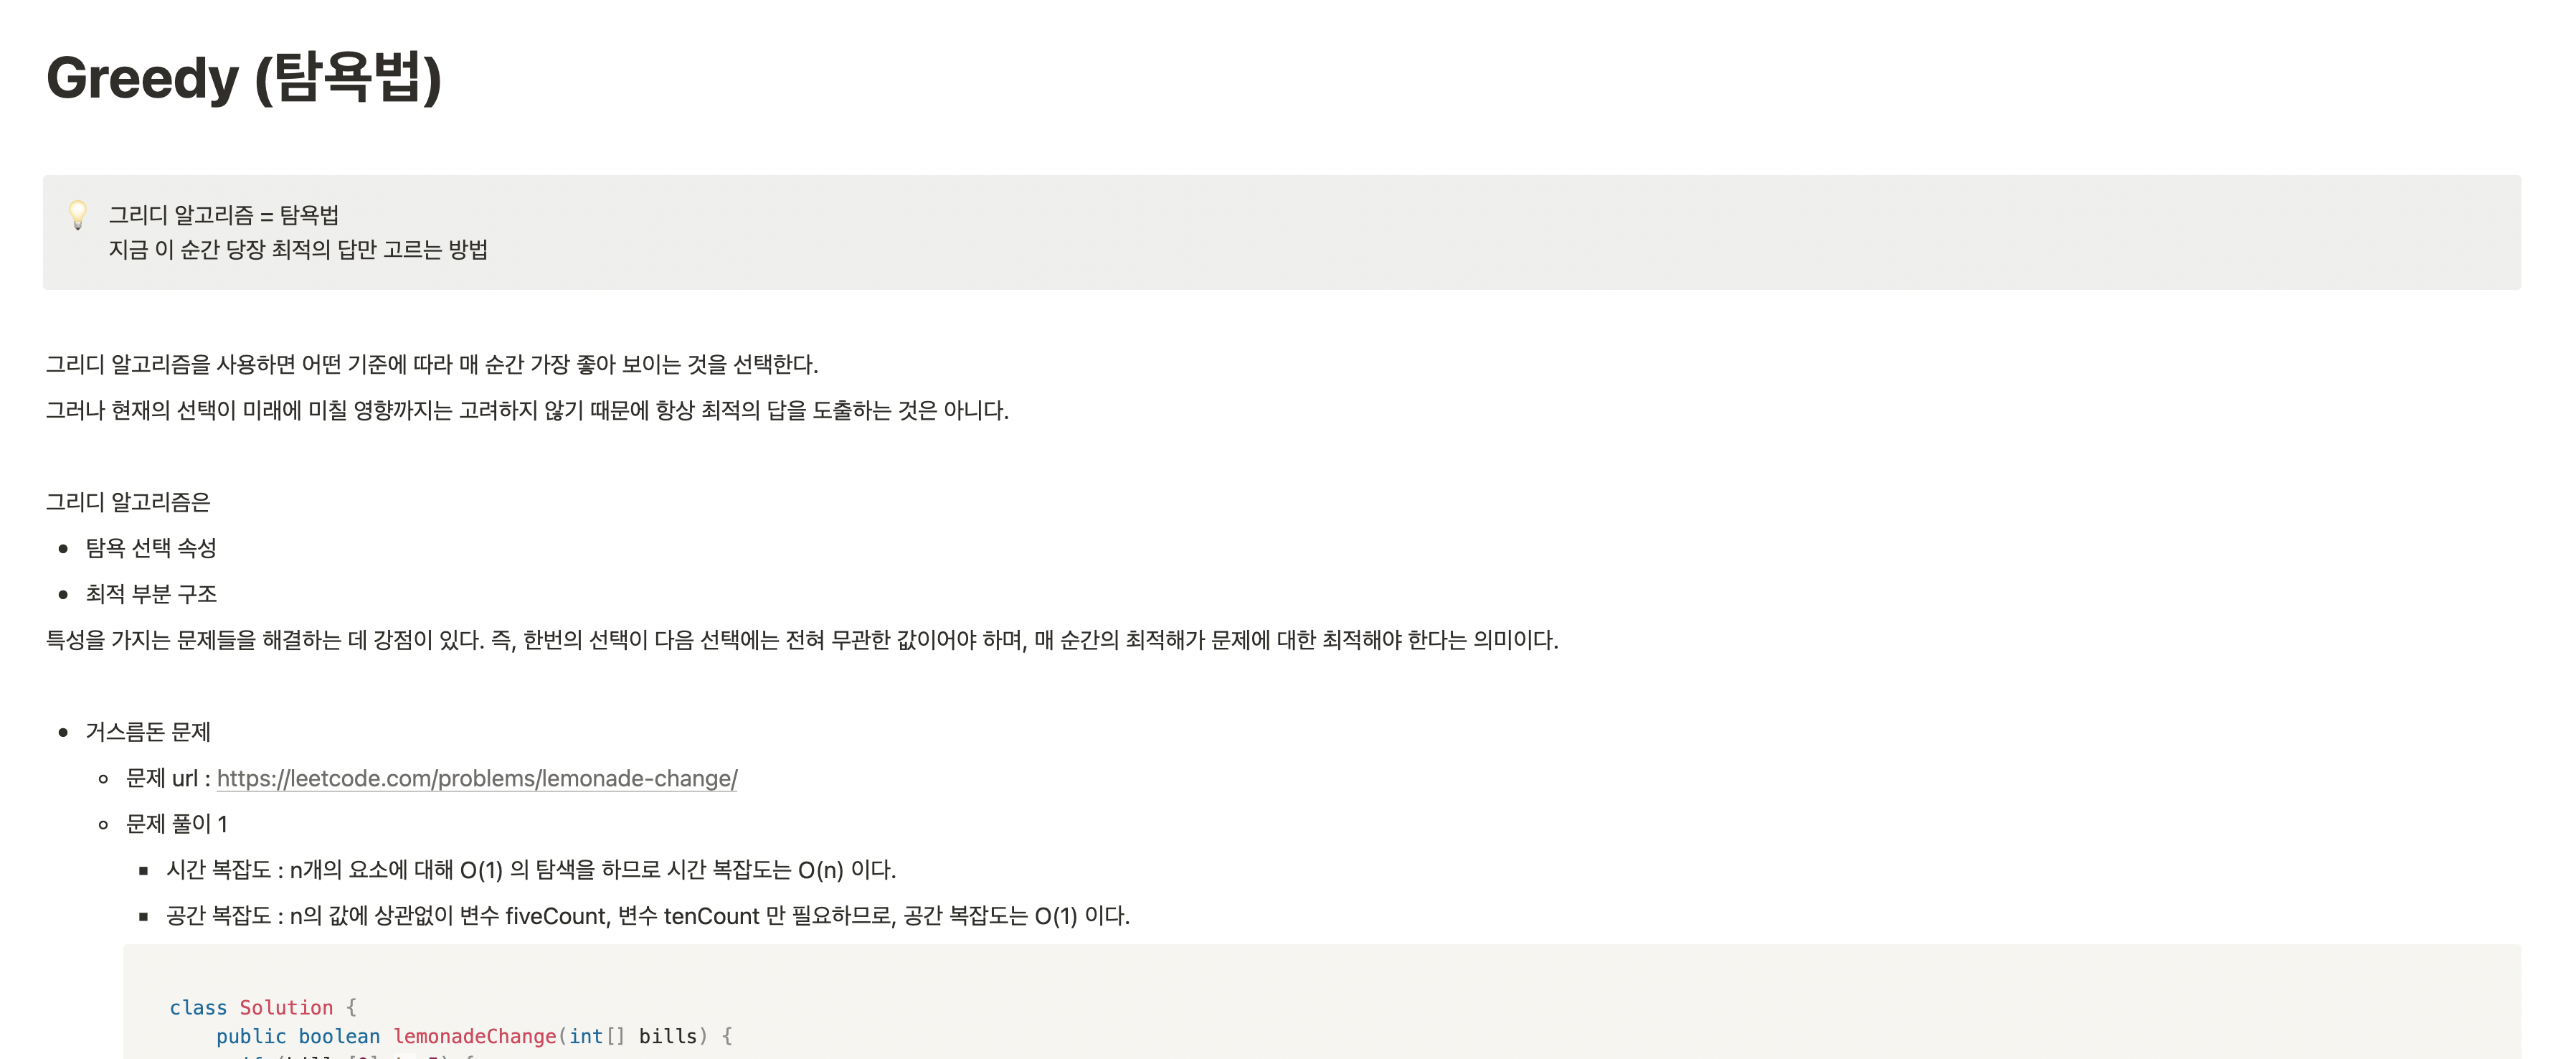 Greedy (탐욕법)
그리디 알고리즘 = 탐욕법
지금 이 순간 당장 최적의 답만 고르는 방법
그리디 알고리즘을 사용하면 어떤 기준에 따라 매 순간 가장 좋아 보이는 것을 선택한다.
그러나 현재의 선택이 미래에 미칠 영향까지는 고려하지 않기 때문에 항상 최적의 답을 도출하는 것은 아니다.
그리디 알고리즘은
• 탐욕 선택 속성
• 최적 부분 구조
특성을 가지는 문제들을 해결하는 데 강점이 있다. 즉, 한번의 선택이 다음 선택에는 전혀 무관한 값이어야 하며, 매 순간의 최적해가 문제에 대한 최적해야 한다는 의미이다.
• 거스름돈 문제
◦ 문제 url : https://leetcode.com/problems/lemonade-change/
◦ 문제 풀이 1
▪ 시간 복잡도 : n개의 요소에 대해 O(1) 의 탐색을 하므로 시간 복잡도는 O(n) 이다.
▪ 공간 복잡도 : n의 값에 상관없이 변수 fiveCount, 변수 tenCount 만 필요하므로, 공간 복잡도는 O(1) 이다.
class Solution {
public boolean lemonadeChange(int[] bills) {